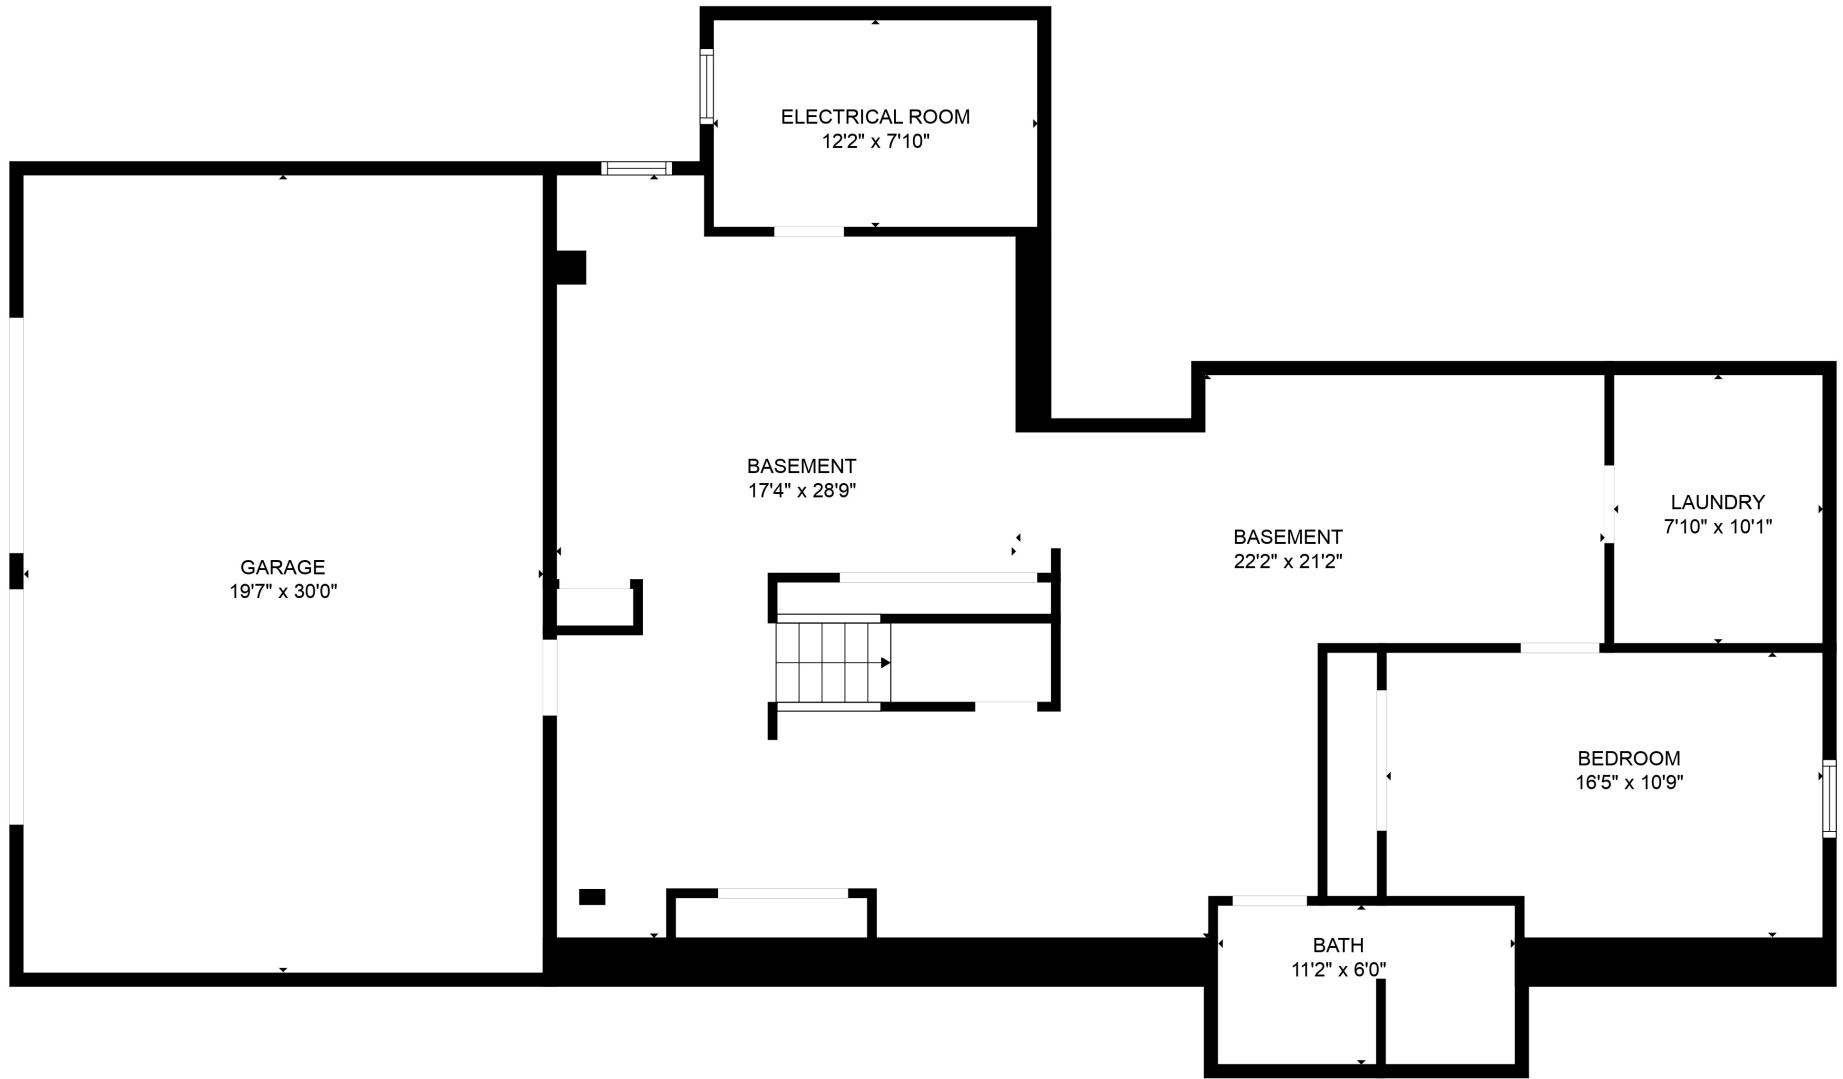 ELECTRICAL ROOM
12'2" x 7'10"
BASEMENT
17'4" x 28'9"
LAUNDRY
7'10" x 10'1"
BASEMENT
22'2" x 21'2"
GARAGE
19'7" x 30'0"
BEDROOM
16'5" x 10'9"
BATH
11'2" x 6'0"